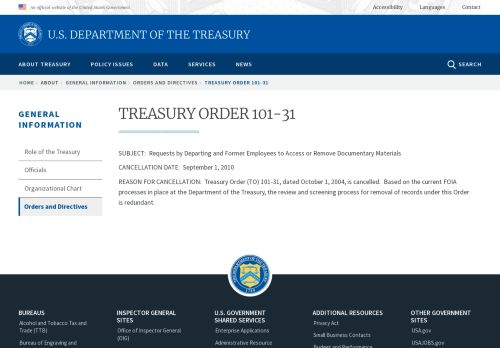 An official website of the United States Government
Accessibility Languages Contact
U.S. DEPARTMENT OF THE TREASURY
ABOUT TREASURY POLICY ISSUES DATA SERVICES NEWS SEARCH
HOME › ABOUT › GENERAL INFORMATION › ORDERS AND DIRECTIVES › TREASURY ORDER 101-31
GENERAL
INFORMATION
Role of the Treasury
Officials
Organizational Chart
Orders and Directives
TREASURY ORDER 101-31
SUBJECT: Requests by Departing and Former Employees to Access or Remove Documentary Materials
CANCELLATION DATE: September 1, 2010
REASON FOR CANCELLATION: Treasury Order (TO) 101-31, dated October 1, 2004, is cancelled. Based on the current FOIA
processes in place at the Department of the Treasury, the review and screening process for removal of records under this Order
is redundant.
BUREAUS
Alcohol and Tobacco Tax and
Trade (TTB)
Bureau of Engraving and
INSPECTOR GENERAL
SITES
Office of Inspector General
(OIG)
U.S. GOVERNMENT
SHARED SERVICES
Enterprise Applications
Administrative Resource
ADDITIONAL RESOURCES
Privacy Act
Small Business Contacts
Budget and Performance
OTHER GOVERNMENT
SITES
USA.gov
USAJOBS.gov